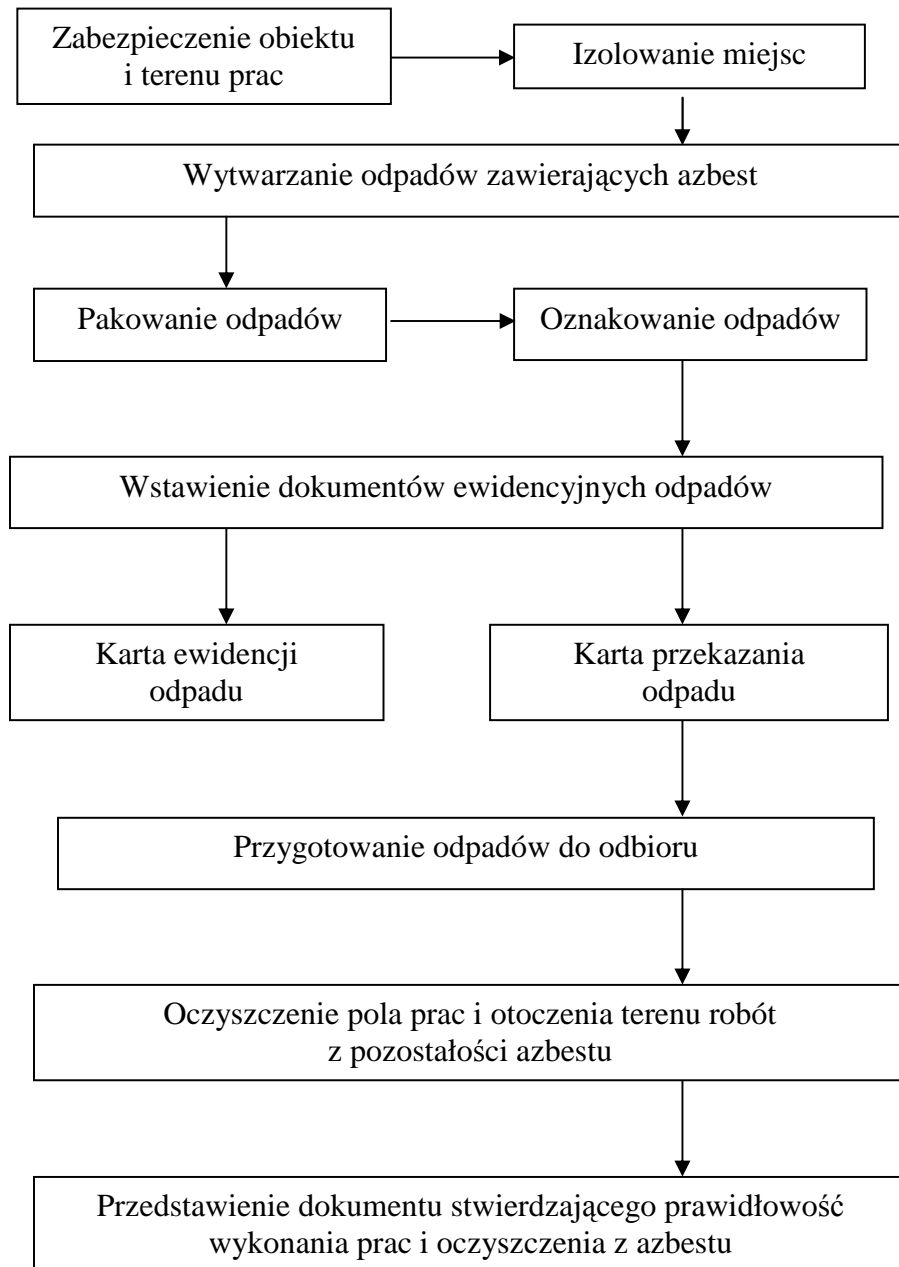 Zabezpieczenie obiektu
i terenu prac
Izolowanie miejsc
Wytwarzanie odpadów zawierających azbest
Pakowanie odpadów
Oznakowanie odpadów
Wstawienie dokumentów ewidencyjnych odpadów
Karta ewidencji
odpadu
Karta przekazania
odpadu
Przygotowanie odpadów do odbioru
Oczyszczenie pola prac i otoczenia terenu robót
z pozostałości azbestu
Przedstawienie dokumentu stwierdzającego prawidłowość
wykonania prac i oczyszczenia z azbestu